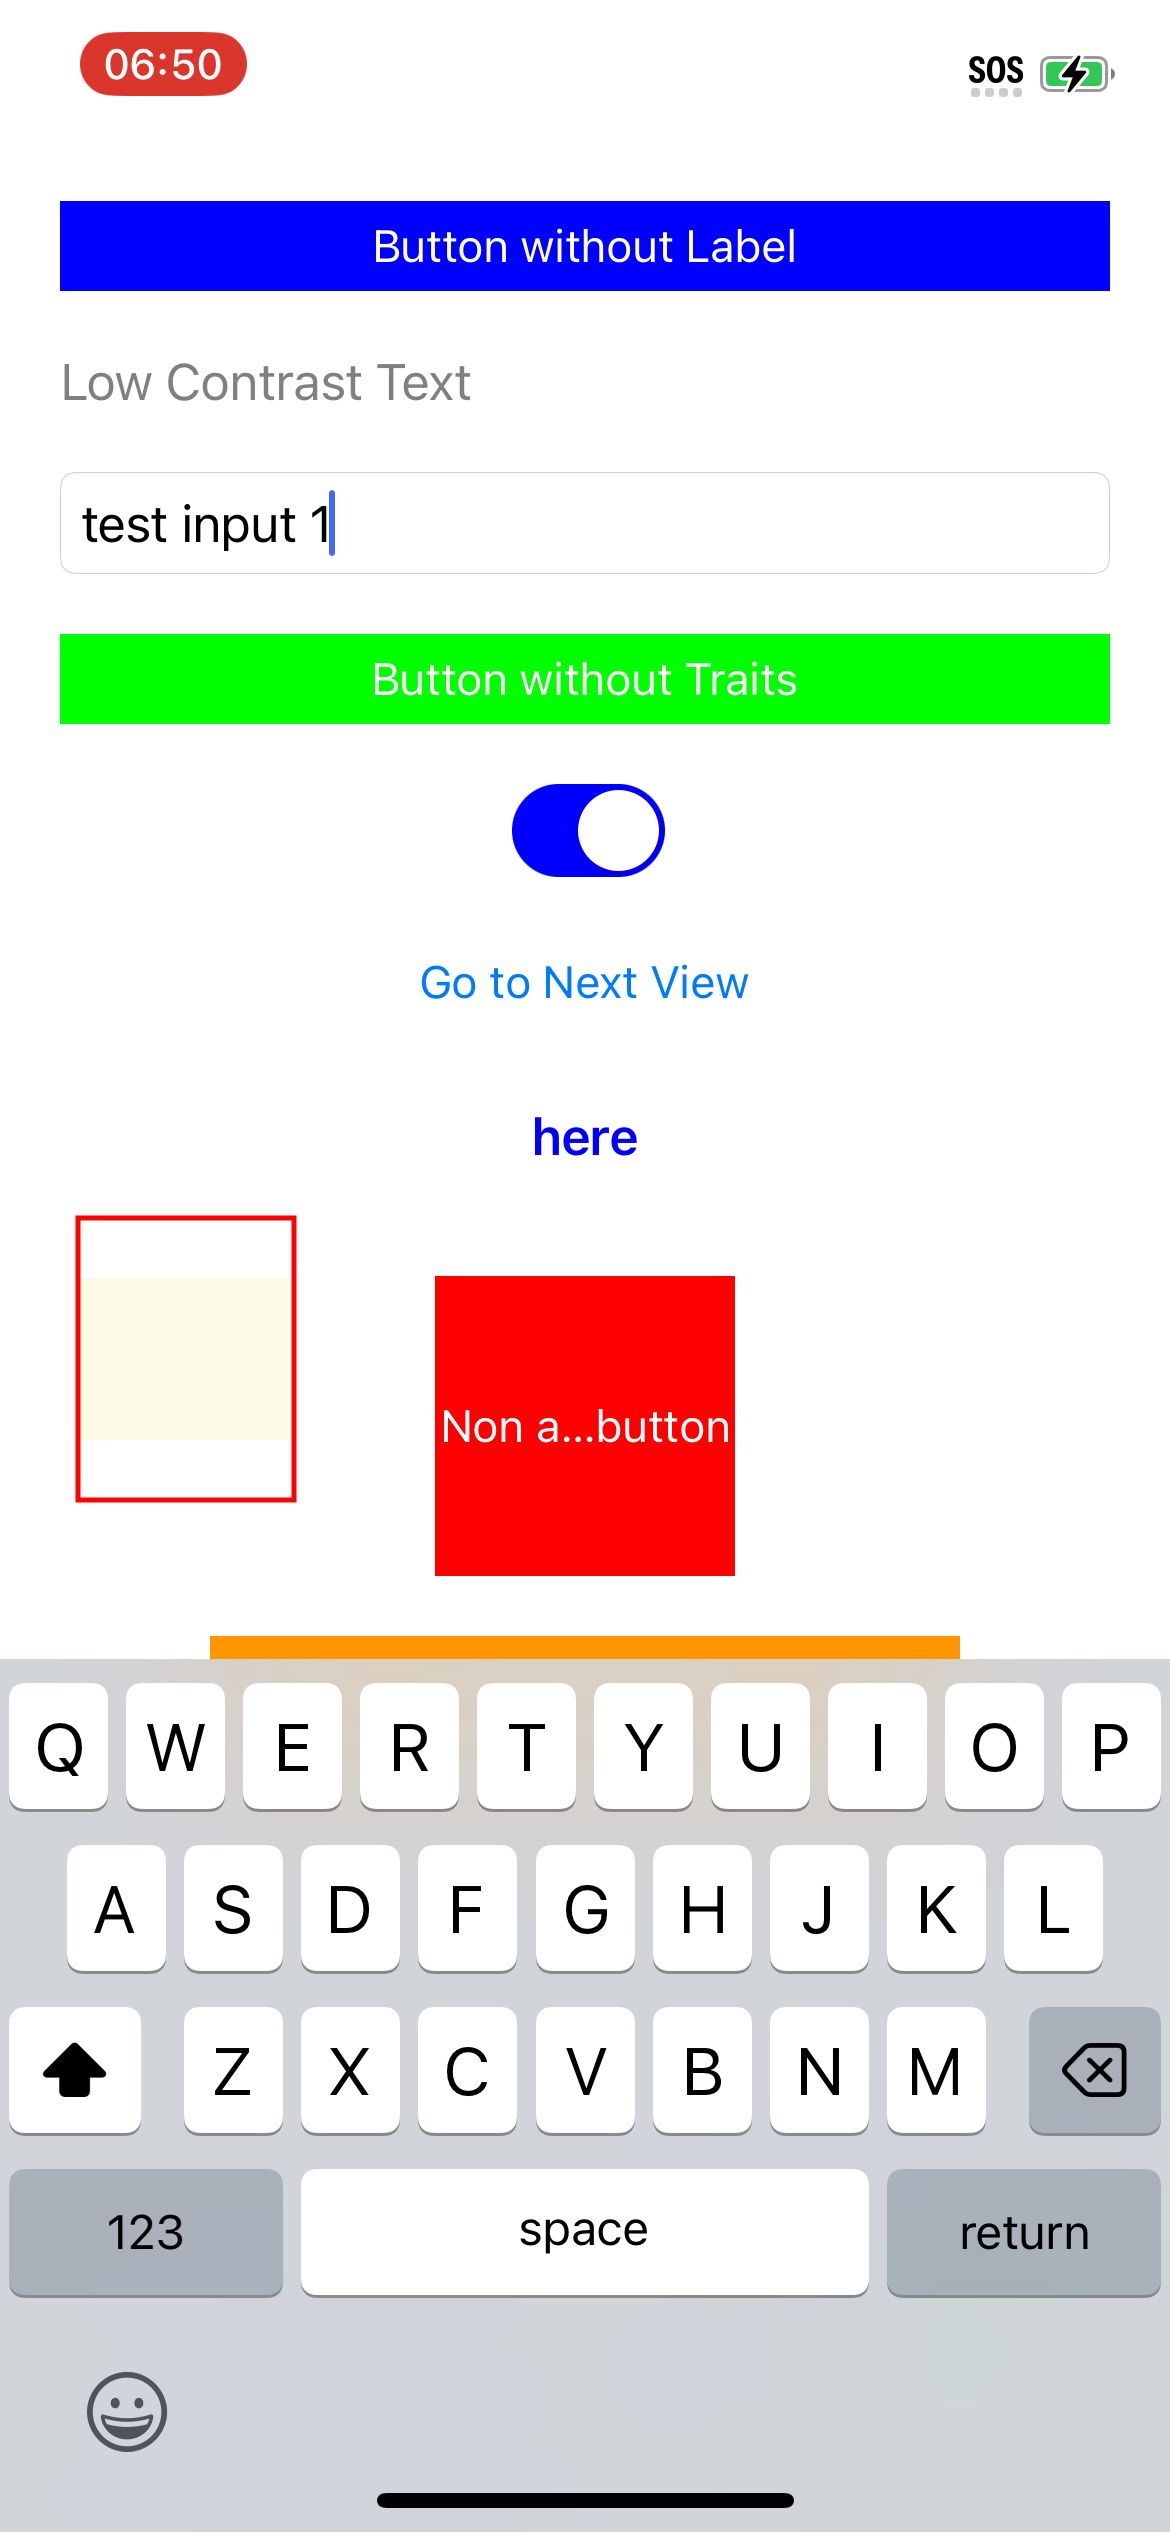 06:50 SOS
Button without Label
Low Contrast Text
test input 1
Button without Traits
Go to Next View
here
Non a...button
Q W E R T Y U I O P
A S D F G H J K L
Z X C V B N M
123 space return